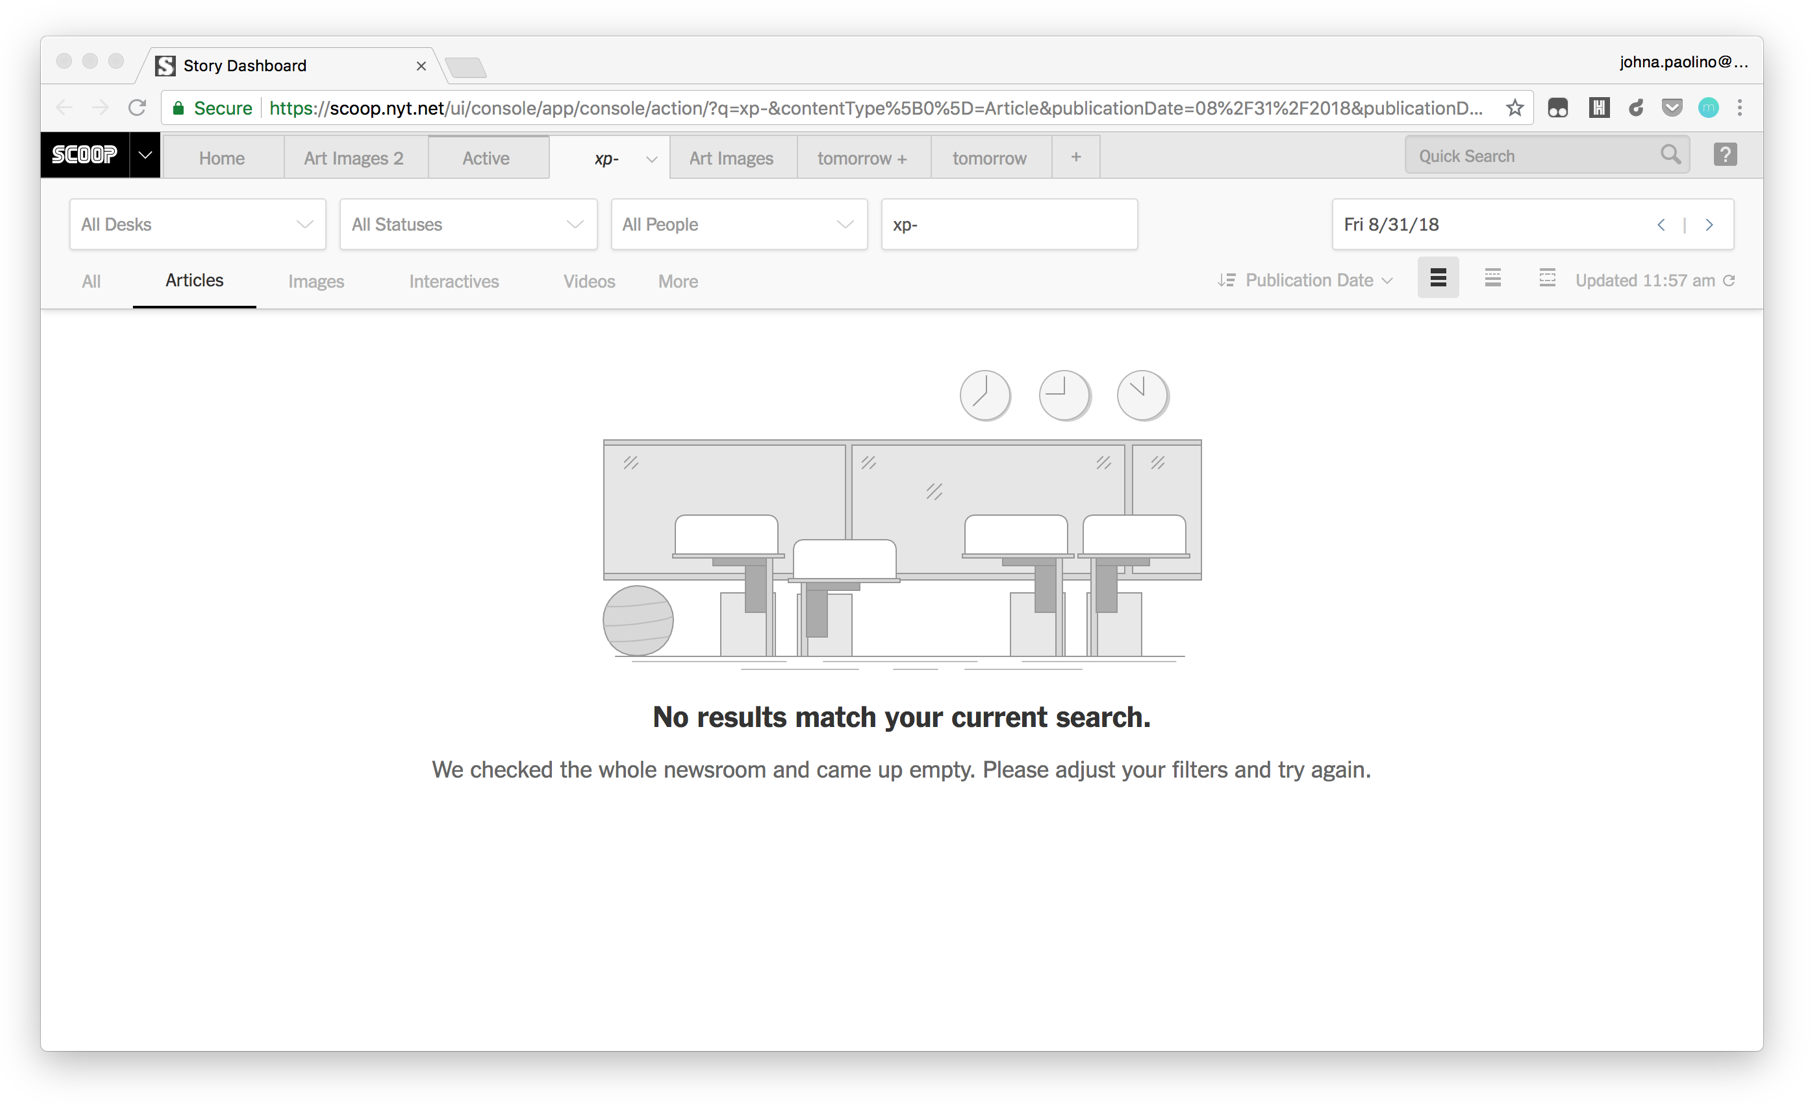 Story Dashboard
johna.paolino@...
Secure https://scoop.nyt.net/ui/console/app/console/action/?q=xp-&contentType%5B0%5D=Article&publicationDate=08%2F31%2F2018&publicationD...
SCOOP Home Art Images 2 Active xp- Art Images tomorrow + tomorrow + Quick Search ?
All Desks All Statuses All People xp- Fri 8/31/18
All Articles Images Interactives Videos More Publication Date Updated 11:57 am
No results match your current search.
We checked the whole newsroom and came up empty. Please adjust your filters and try again.